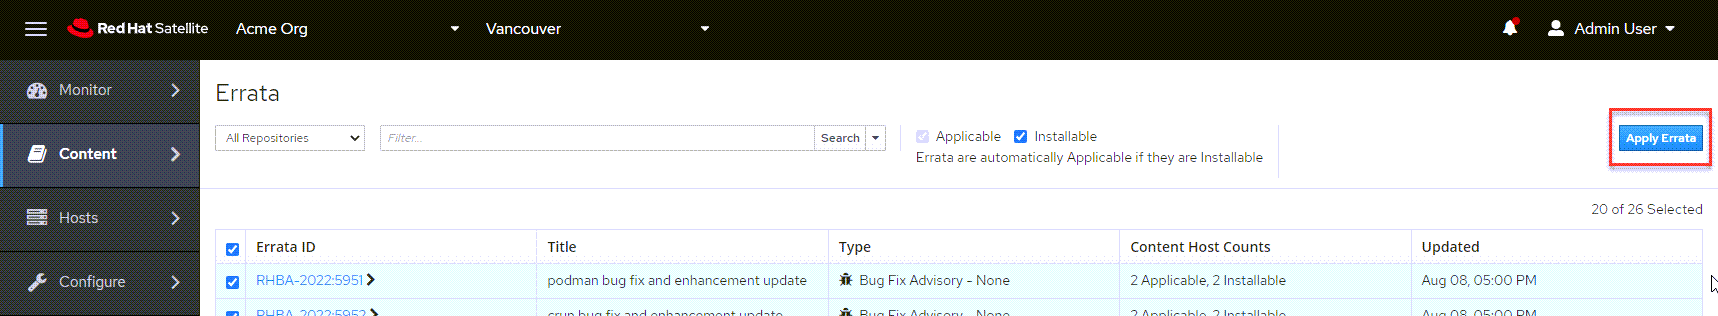 Red Hat Satellite Acme Org Vancouver Admin User
Monitor
Content
Hosts
Configure
Errata
All Repositories Filter... Search Applicable Installable Apply Errata
Errata are automatically Applicable if they are Installable
20 of 26 Selected
Errata ID Title Type Content Host Counts Updated
RHBA-2022:5951 podman bug fix and enhancement update Bug Fix Advisory - None 2 Applicable, 2 Installable Aug 08, 05:00 PM
RHBA-2022:5952 crun bug fix and enhancement update Bug Fix Advisory - None 2 Applicable, 2 Installable Aug 08, 05:00 PM